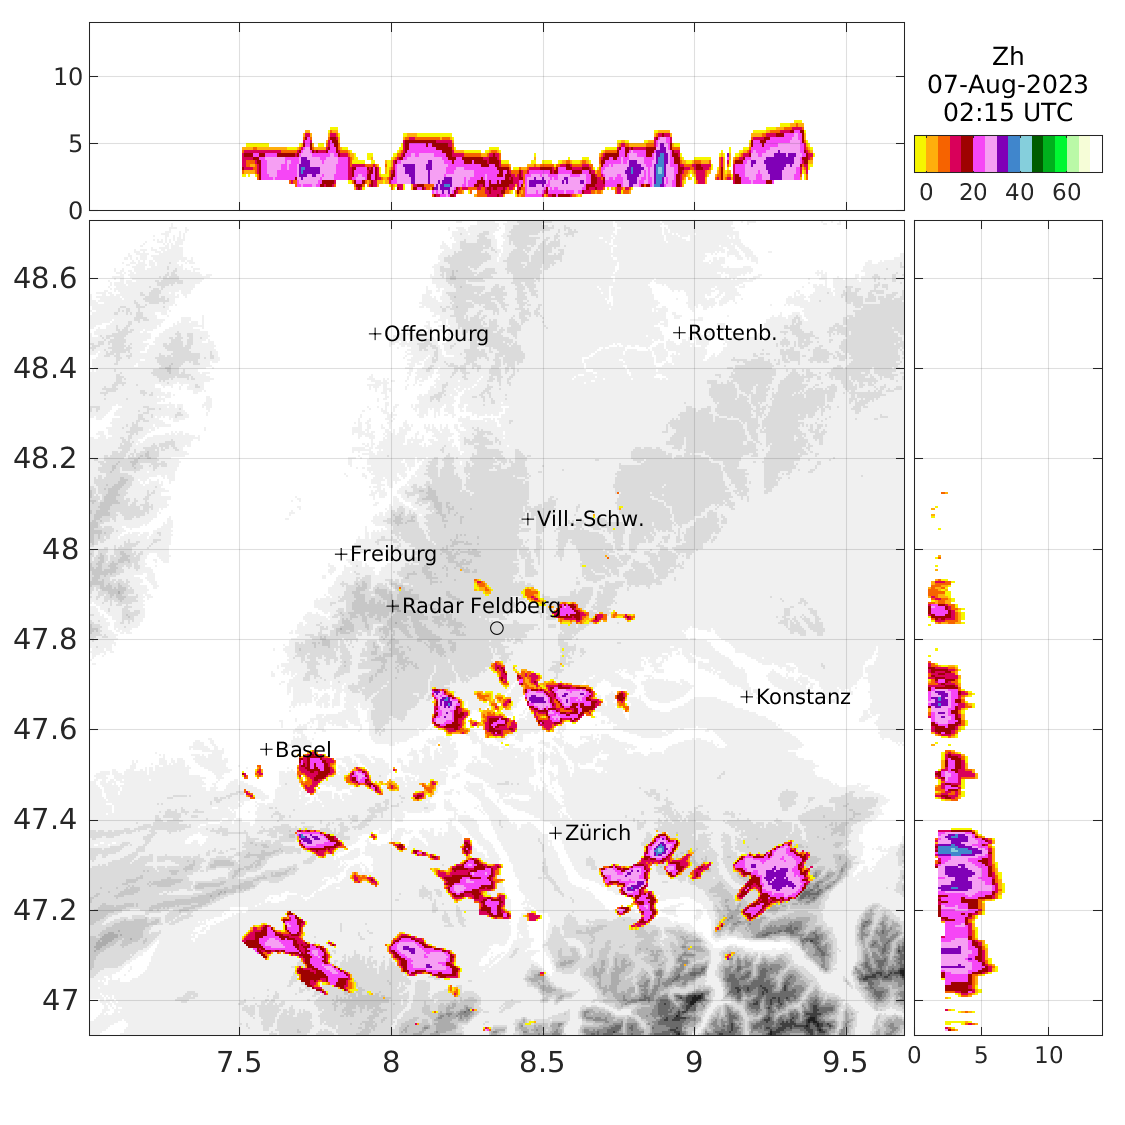 10
5
0
Zh
07-Aug-2023
02:15 UTC
0 20 40 60
48.6
48.4
48.2
48
47.8
47.6
47.4
47.2
47
+Offenburg
+Rottenb.
+Vill.-Schw.
+Freiburg
+Radar Feldberg
+Konstanz
+Basel
+Zürich
7.5 8 8.5 9 9.5
0 5 10